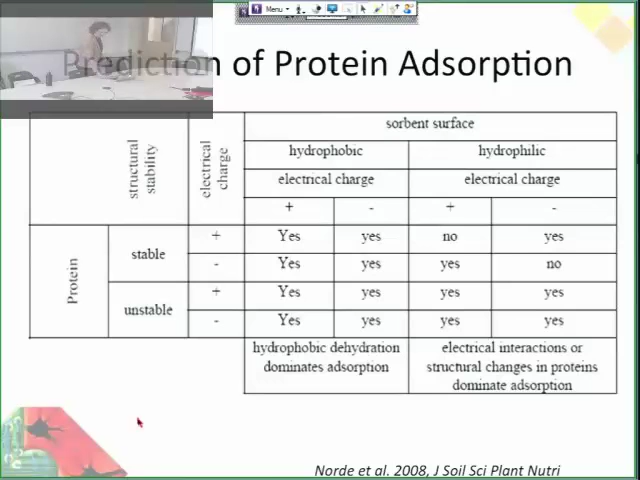 Menu
Prediction of Protein Adsorption
structural stability
electrical charge
sorbent surface
hydrophobic
hydrophilic
electrical charge
electrical charge
+
-
+
-
Protein
stable
+
Yes
yes
no
yes
-
Yes
yes
yes
no
unstable
+
Yes
yes
yes
yes
-
Yes
yes
yes
yes
hydrophobic dehydration
dominates adsorption
electrical interactions or
structural changes in proteins
dominate adsorption
Norde et al. 2008, J Soil Sci Plant Nutri